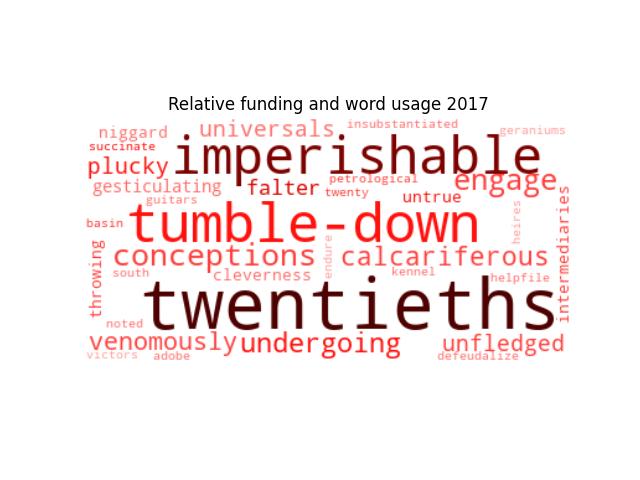 Relative funding and word usage 2017
niggard universals insubstantiated geraniums
succinate imperishable
plucky
gesticulating falter petrological engage
guitars twenty untrue
basin tumble-down heires intermediaries
throwing conceptions endure calcariferous
south cleverness kennel helpfile
twentieths
noted
venomously undergoing unfledged
victors adobe defeudalize